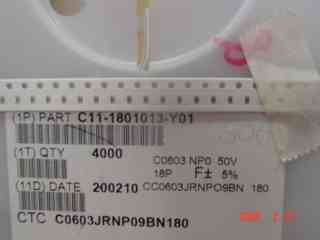 (1P) PART C11-1801013-Y01
(1T) QTY 4000
C0603 NP0 50V
18P F± 5%
(11D) DATE 200210 CC0603JRNPO9BN 180
CTC C0603JRNP09BN180